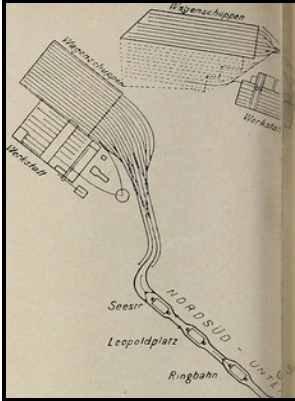 Wagenschuppen
Wagenschuppen
Werkstatt
Werkstatt
Seestr
NORDSÜD - UNTE
Leopoldplatz
Ringbahn